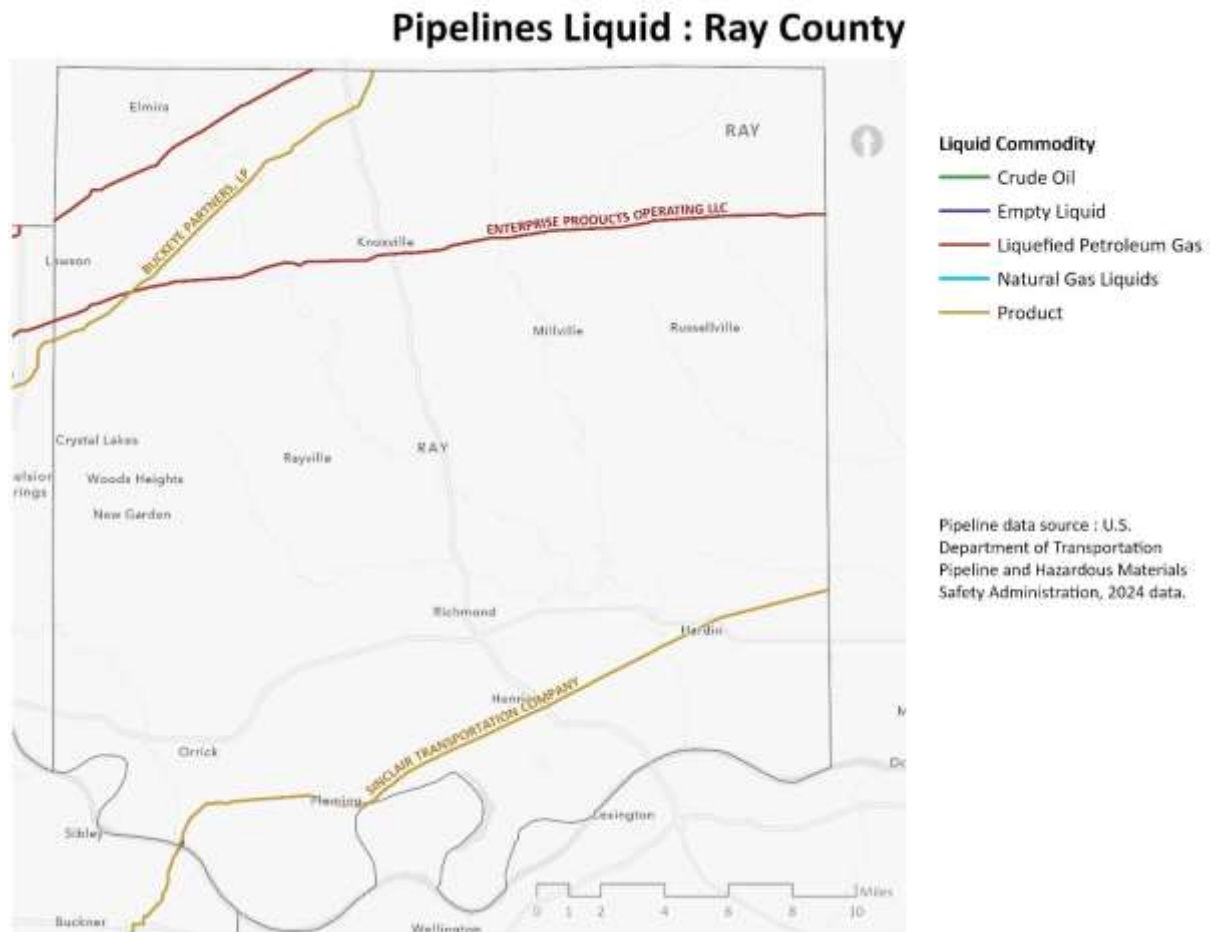 Pipelines Liquid : Ray County
Elmira
RAY
BUCKEYE PARTNERS, LP
ENTERPRISE PRODUCTS OPERATING LLC
Knoxville
Lawson
Millville
Russellville
Crystal Lakes
RAY
Rayville
Woods Heights
elsior
rings
New Garden
Richmond
Hardin
SINCLAIR TRANSPORTATION COMPANY
Orrick
Fleming
Sibley
Lexington
Buckner
Wellington
M
Do
Miles
0 1 2 4 6 8 10
Liquid Commodity
Crude Oil
Empty Liquid
Liquefied Petroleum Gas
Natural Gas Liquids
Product
Pipeline data source : U.S.
Department of Transportation
Pipeline and Hazardous Materials
Safety Administration, 2024 data.